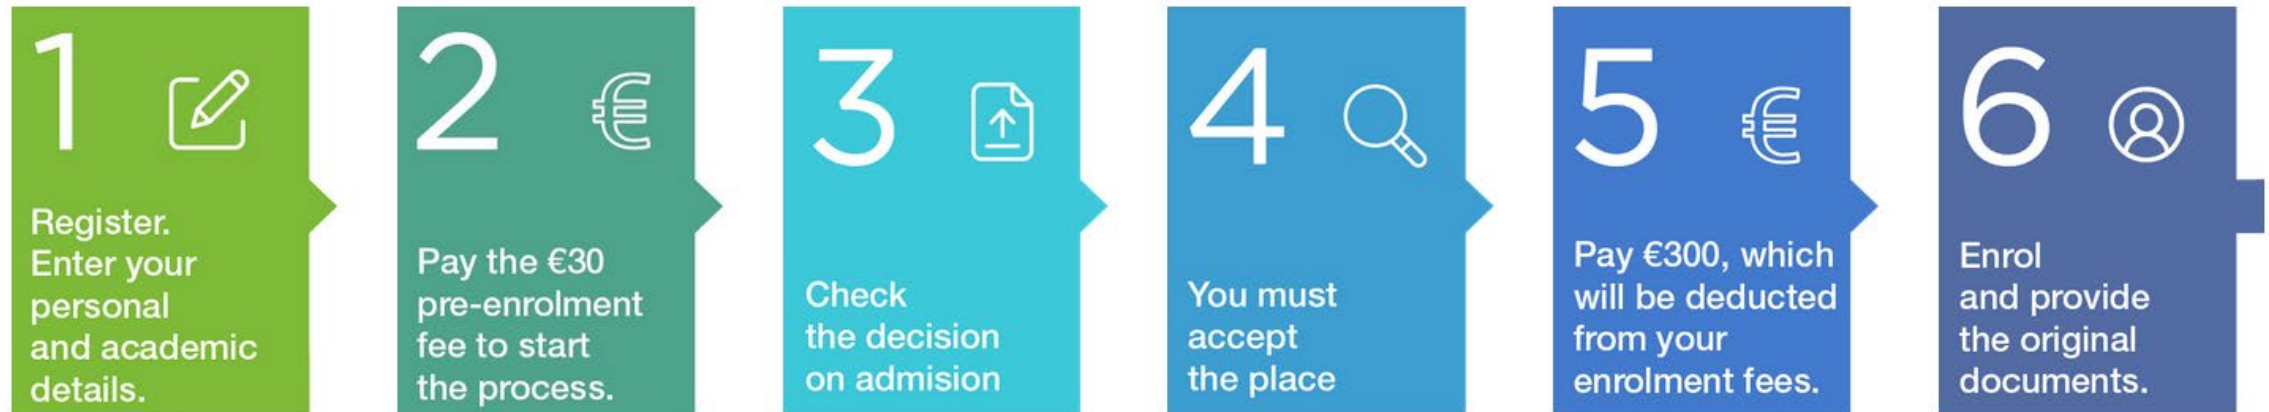 1
Register.
Enter your
personal
and academic
details.
2
€
Pay the €30
pre-enrolment
fee to start
the process.
3
Check
the decision
on admision
4
You must
accept
the place
5
€
Pay €300, which
will be deducted
from your
enrolment fees.
6
Enrol
and provide
the original
documents.